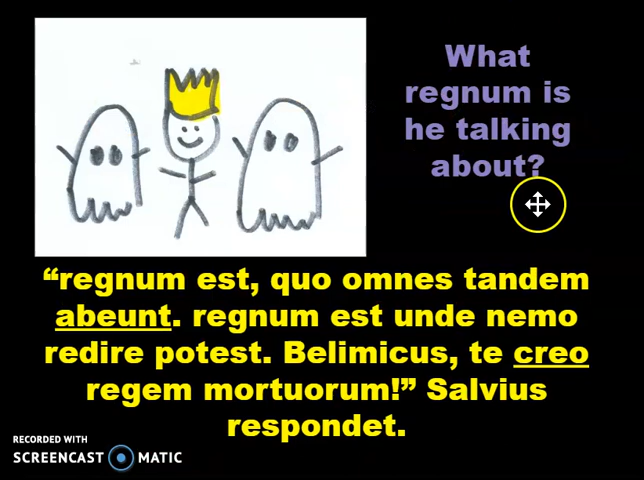 What
regnum is
he talking
about?
“regnum est, quo omnes tandem
abeunt. regnum est unde nemo
redire potest. Belimicus, te creo
regem mortuorum!” Salvius
respondet.
RECORDED WITH
SCREENCAST MATIC